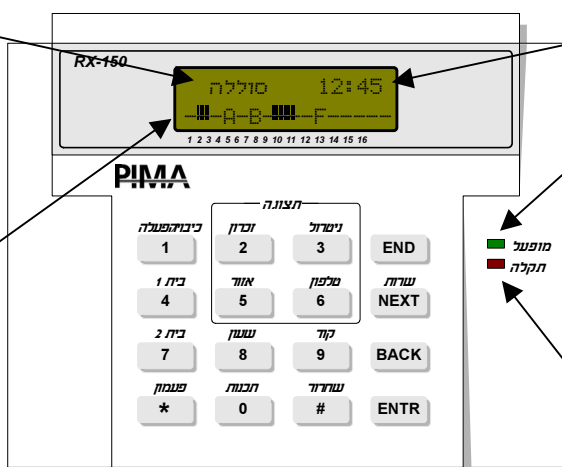 RX-150
סוללה 12:45
-█-A-B-██-F-----
1 2 3 4 5 6 7 8 9 10 11 12 13 14 15 16
PIMA
תצוגה
כיבוי\הפעלה זכרון ניטרול
1 2 3 END
בית 1 אזור טלפון שרות
4 5 6 NEXT
בית 2 שעון קוד
7 8 9 BACK
פעמון תכנות שחרור
* 0 # ENTR
מופעל
תקלה